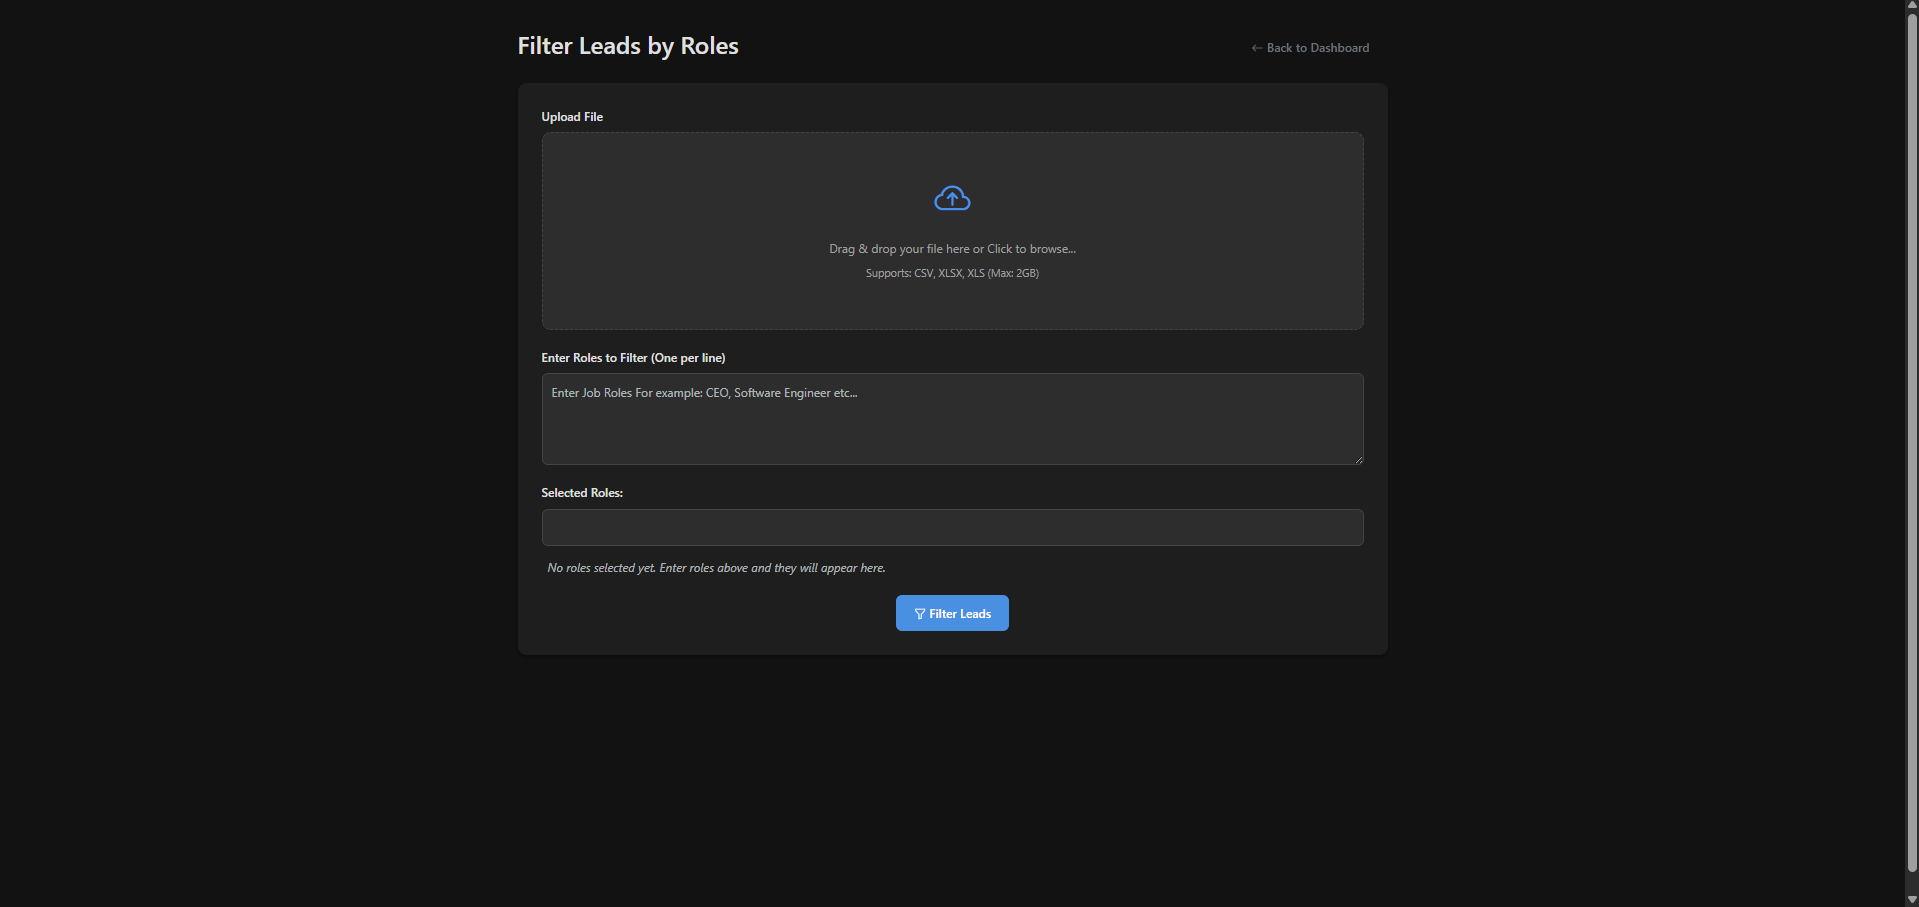 Filter Leads by Roles
← Back to Dashboard
Upload File
Drag & drop your file here or Click to browse...
Supports: CSV, XLSX, XLS (Max: 2GB)
Enter Roles to Filter (One per line)
Enter Job Roles For example: CEO, Software Engineer etc...
Selected Roles:
No roles selected yet. Enter roles above and they will appear here.
Filter Leads